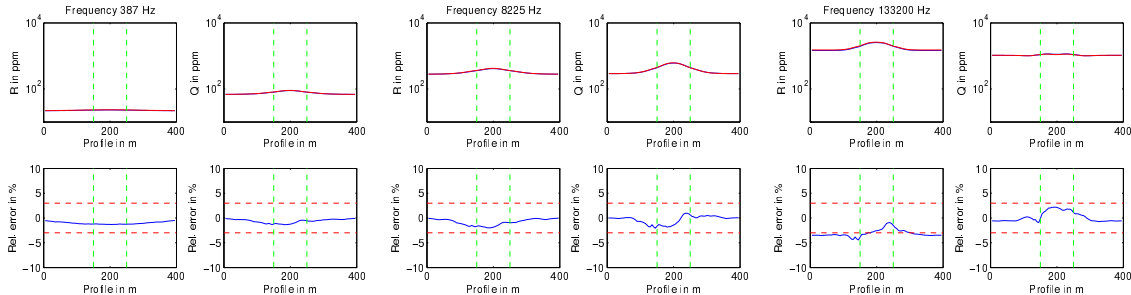 Frequency 387 Hz
Frequency 8225 Hz
Frequency 133200 Hz
10^4
10^2
R in ppm
0 200 400
Profile in m
10^4
10^2
Q in ppm
0 200 400
Profile in m
10^4
10^2
R in ppm
0 200 400
Profile in m
10^4
10^2
Q in ppm
0 200 400
Profile in m
10^4
10^2
R in ppm
0 200 400
Profile in m
10^4
10^2
Q in ppm
0 200 400
Profile in m
10
5
0
−5
−10
Rel. error in %
0 200 400
Profile in m
10
5
0
−5
−10
Rel. error in %
0 200 400
Profile in m
10
5
0
−5
−10
Rel. error in %
0 200 400
Profile in m
10
5
0
−5
−10
Rel. error in %
0 200 400
Profile in m
10
5
0
−5
−10
Rel. error in %
0 200 400
Profile in m
10
5
0
−5
−10
Rel. error in %
0 200 400
Profile in m